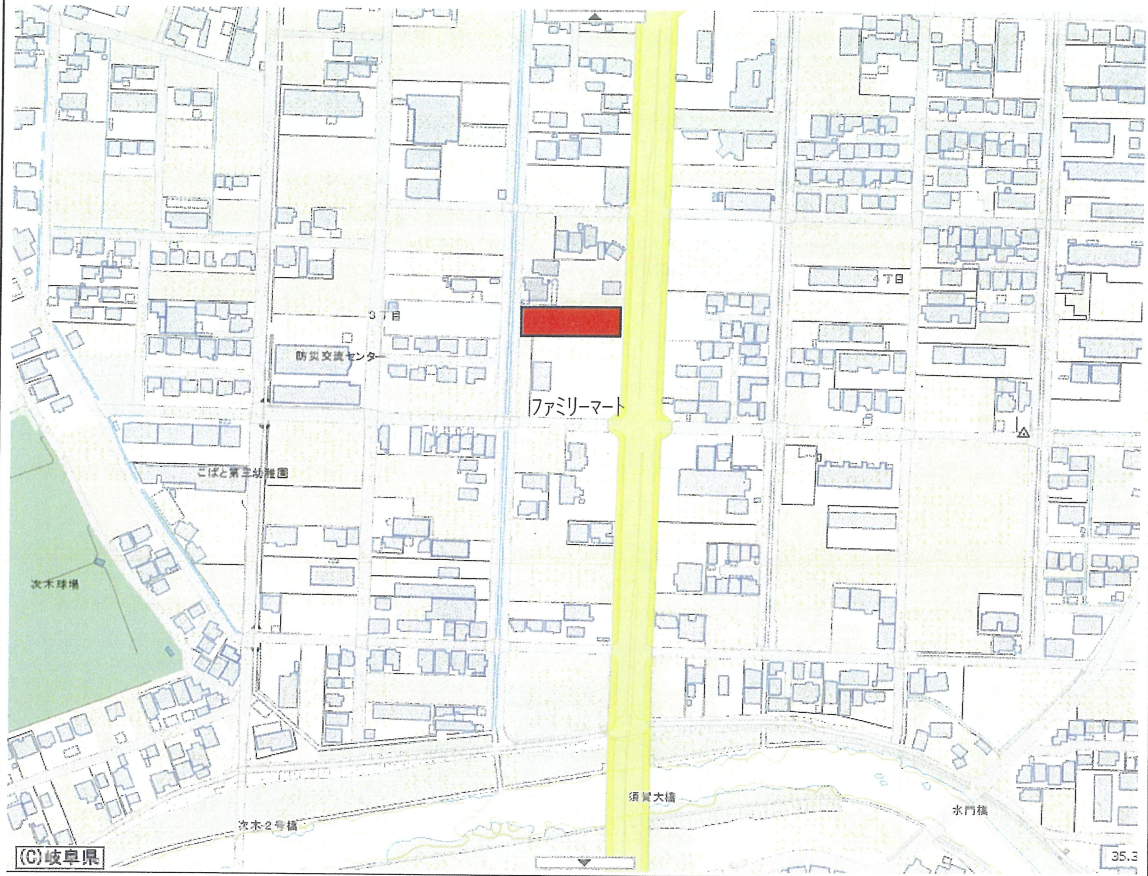 4丁目
3丁目
防災交流センター
ファミリーマート
こばと第三幼稚園
次木球場
須賀大橋
次木2号橋
水門橋
(C)岐阜県
35.3